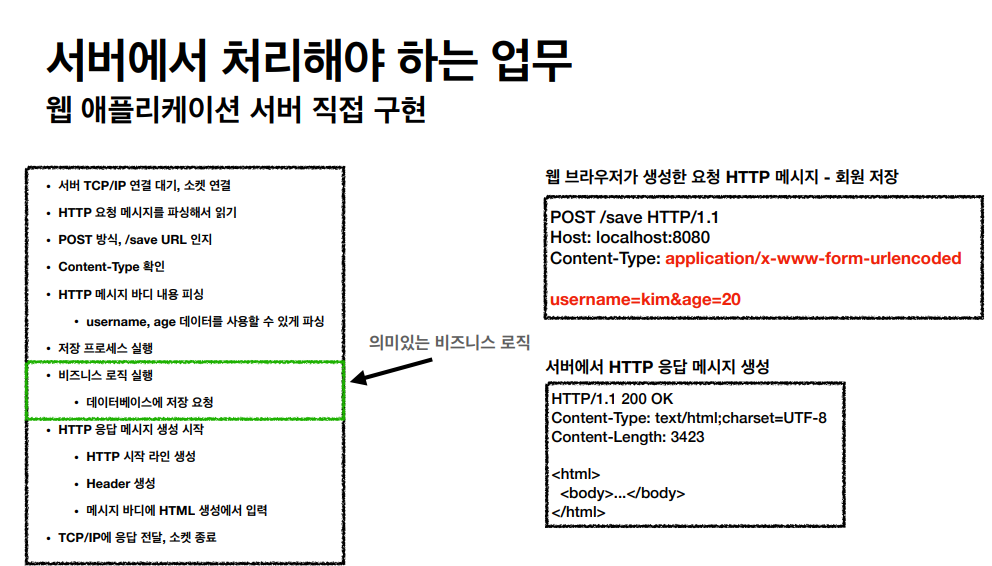 서버에서 처리해야 하는 업무
웹 애플리케이션 서버 직접 구현
• 서버 TCP/IP 연결 대기, 소켓 연결
• HTTP 요청 메시지를 파싱해서 읽기
• POST 방식, /save URL 인지
• Content-Type 확인
• HTTP 메시지 바디 내용 피싱
• username, age 데이터를 사용할 수 있게 파싱
• 저장 프로세스 실행
• 비즈니스 로직 실행
• 데이터베이스에 저장 요청
• HTTP 응답 메시지 생성 시작
• HTTP 시작 라인 생성
• Header 생성
• 메시지 바디에 HTML 생성에서 입력
• TCP/IP에 응답 전달, 소켓 종료
의미있는 비즈니스 로직
웹 브라우저가 생성한 요청 HTTP 메시지 - 회원 저장
POST /save HTTP/1.1
Host: localhost:8080
Content-Type: application/x-www-form-urlencoded
username=kim&age=20
서버에서 HTTP 응답 메시지 생성
HTTP/1.1 200 OK
Content-Type: text/html;charset=UTF-8
Content-Length: 3423
<html>
<body>...</body>
</html>